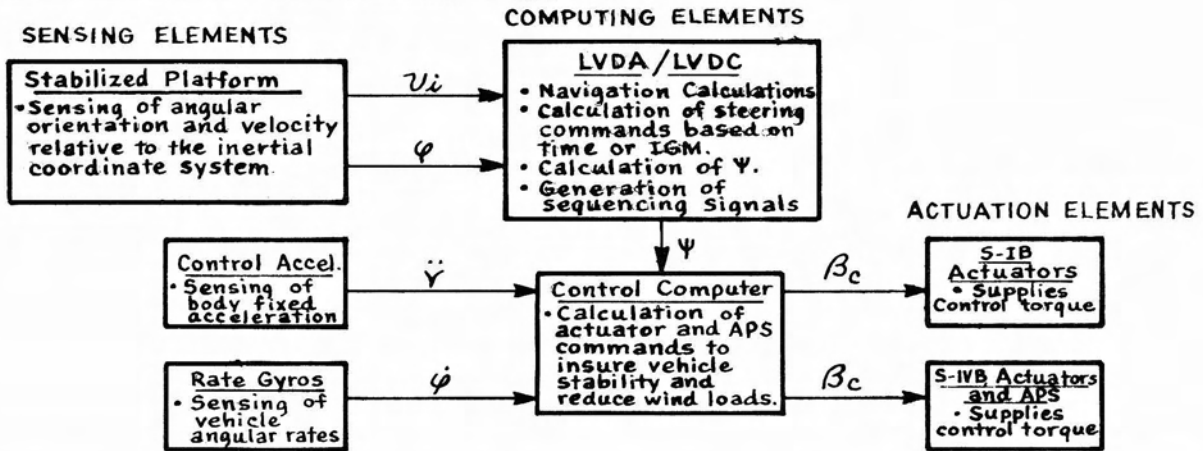 COMPUTING ELEMENTS
SENSING ELEMENTS
Stabilized Platform
• Sensing of angular
orientation and velocity
relative to the inertial
coordinate system
υi
φ
LVDA/LVDC
• Navigation Calculations
• Calculation of steering
commands based on
time or IGM.
• Calculation of Ψ.
• Generation of
sequencing Signals
Ψ
ACTUATION ELEMENTS
Control Accel.
• Sensing of
body fixed
acceleration
γ̈
Control Computer
• Calculation of
actuator and APS
commands to
insure vehicle
stability and
reduce wind loads.
βc
S-IB
Actuators
• Supplies
Control torque
Rate Gyros
• Sensing of
vehicle
angular rates
φ̇
βc
S-IVB Actuators
and APS
• Supplies
control torque